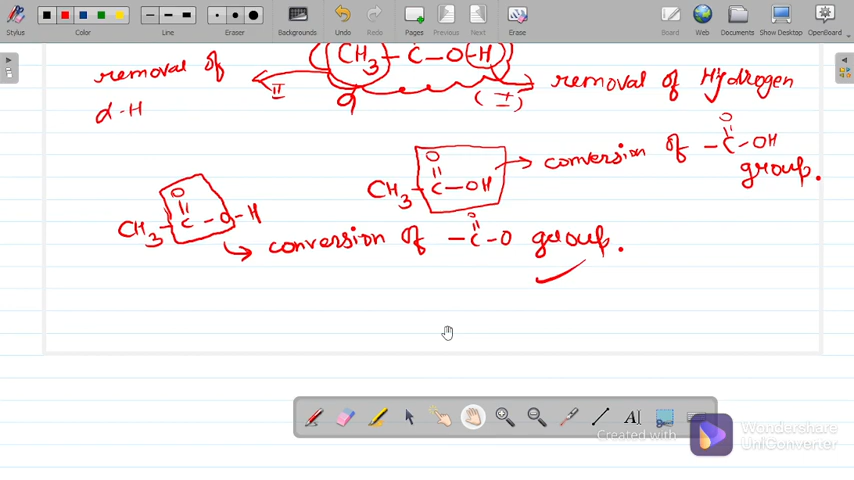 Stylus
Color
Line
Eraser
Backgrounds
Undo
Redo
Pages
Previous
Next
Erase
Board
Web
Documents
Show Desktop
OpenBoard
CH3 - C - O - H
removal of
II
(I)
removal of Hydrogen
α-H
O
O
CH3 - C - OH
conversion of - C - OH
group.
O
CH3 - C - O - H
O
conversion of - C - O group.
Created with
Wondershare
UniConverter